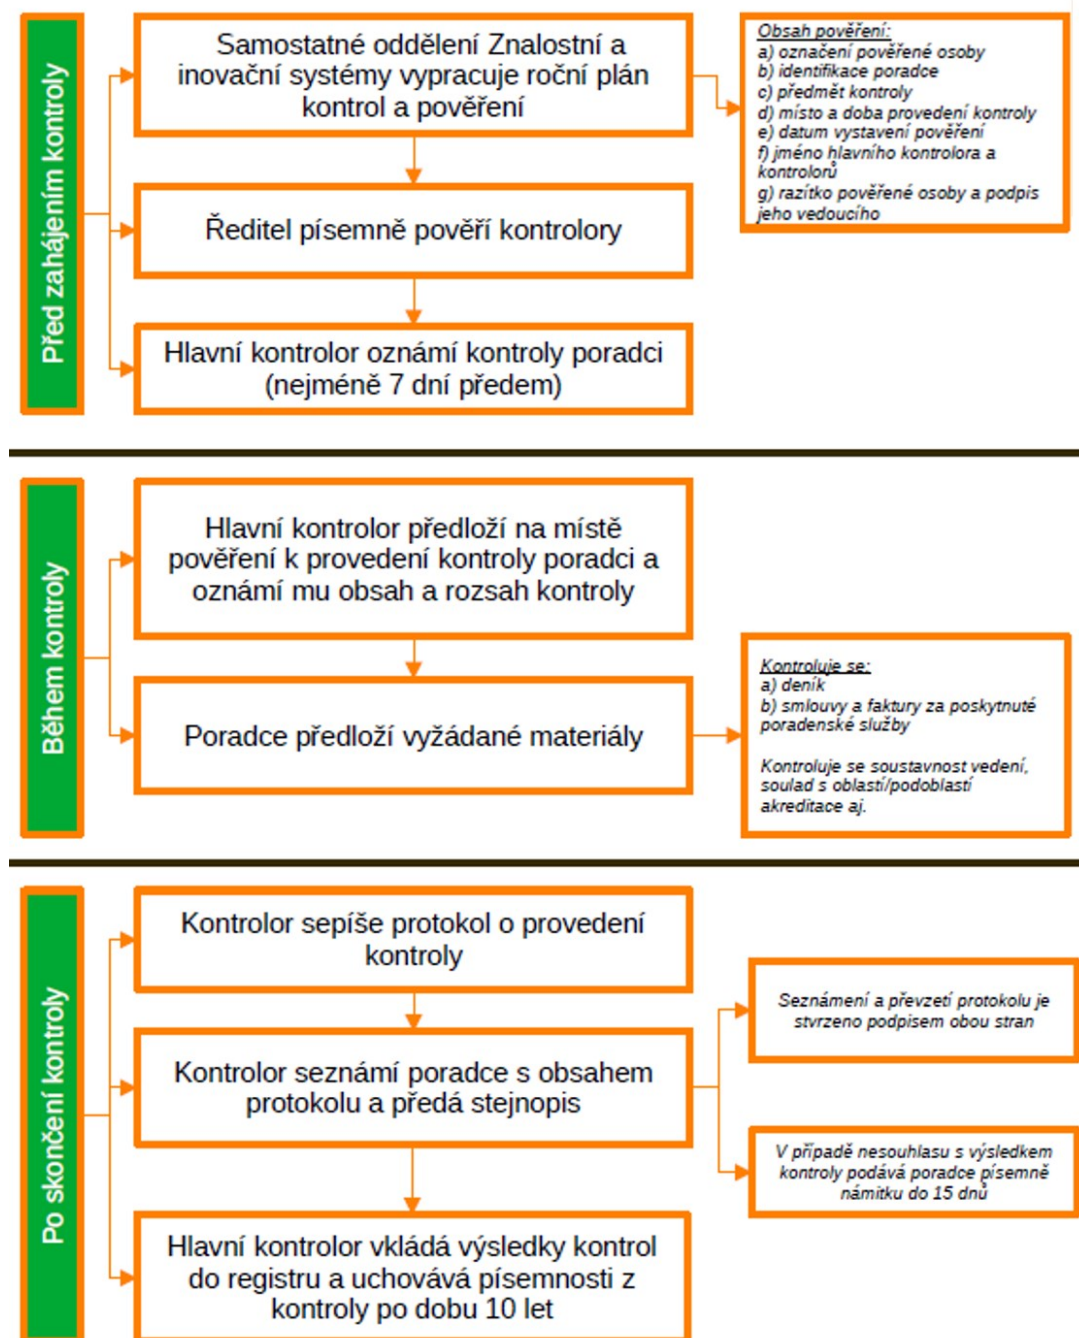 Před zahájením kontroly
Samostatné oddělení Znalostní a
inovační systémy vypracuje roční plán
kontrol a pověření
Obsah pověření:
a) označení pověřené osoby
b) identifikace poradce
c) předmět kontroly
d) místo a doba provedení kontroly
e) datum vystavení pověření
f) jméno hlavního kontrolora a
kontrolorů
g) razítko pověřené osoby a podpis
jeho vedoucího
Ředitel písemně pověří kontrolory
Hlavní kontrolor oznámí kontroly poradci
(nejméně 7 dní předem)
Během kontroly
Hlavní kontrolor předloží na místě
pověření k provedení kontroly poradci a
oznámí mu obsah a rozsah kontroly
Poradce předloží vyžádané materiály
Kontroluje se:
a) deník
b) smlouvy a faktury za poskytnuté
poradenské služby
Kontroluje se soustavnost vedení,
soulad s oblastí/podoblastí
akreditace aj.
Po skončení kontroly
Kontrolor sepíše protokol o provedení
kontroly
Kontrolor seznámí poradce s obsahem
protokolu a předá stejnopis
Seznámení a převzetí protokolu je
stvrzeno podpisem obou stran
V případě nesouhlasu s výsledkem
kontroly podává poradce písemně
námitku do 15 dnů
Hlavní kontrolor vkládá výsledky kontrol
do registru a uchovává písemnosti z
kontroly po dobu 10 let